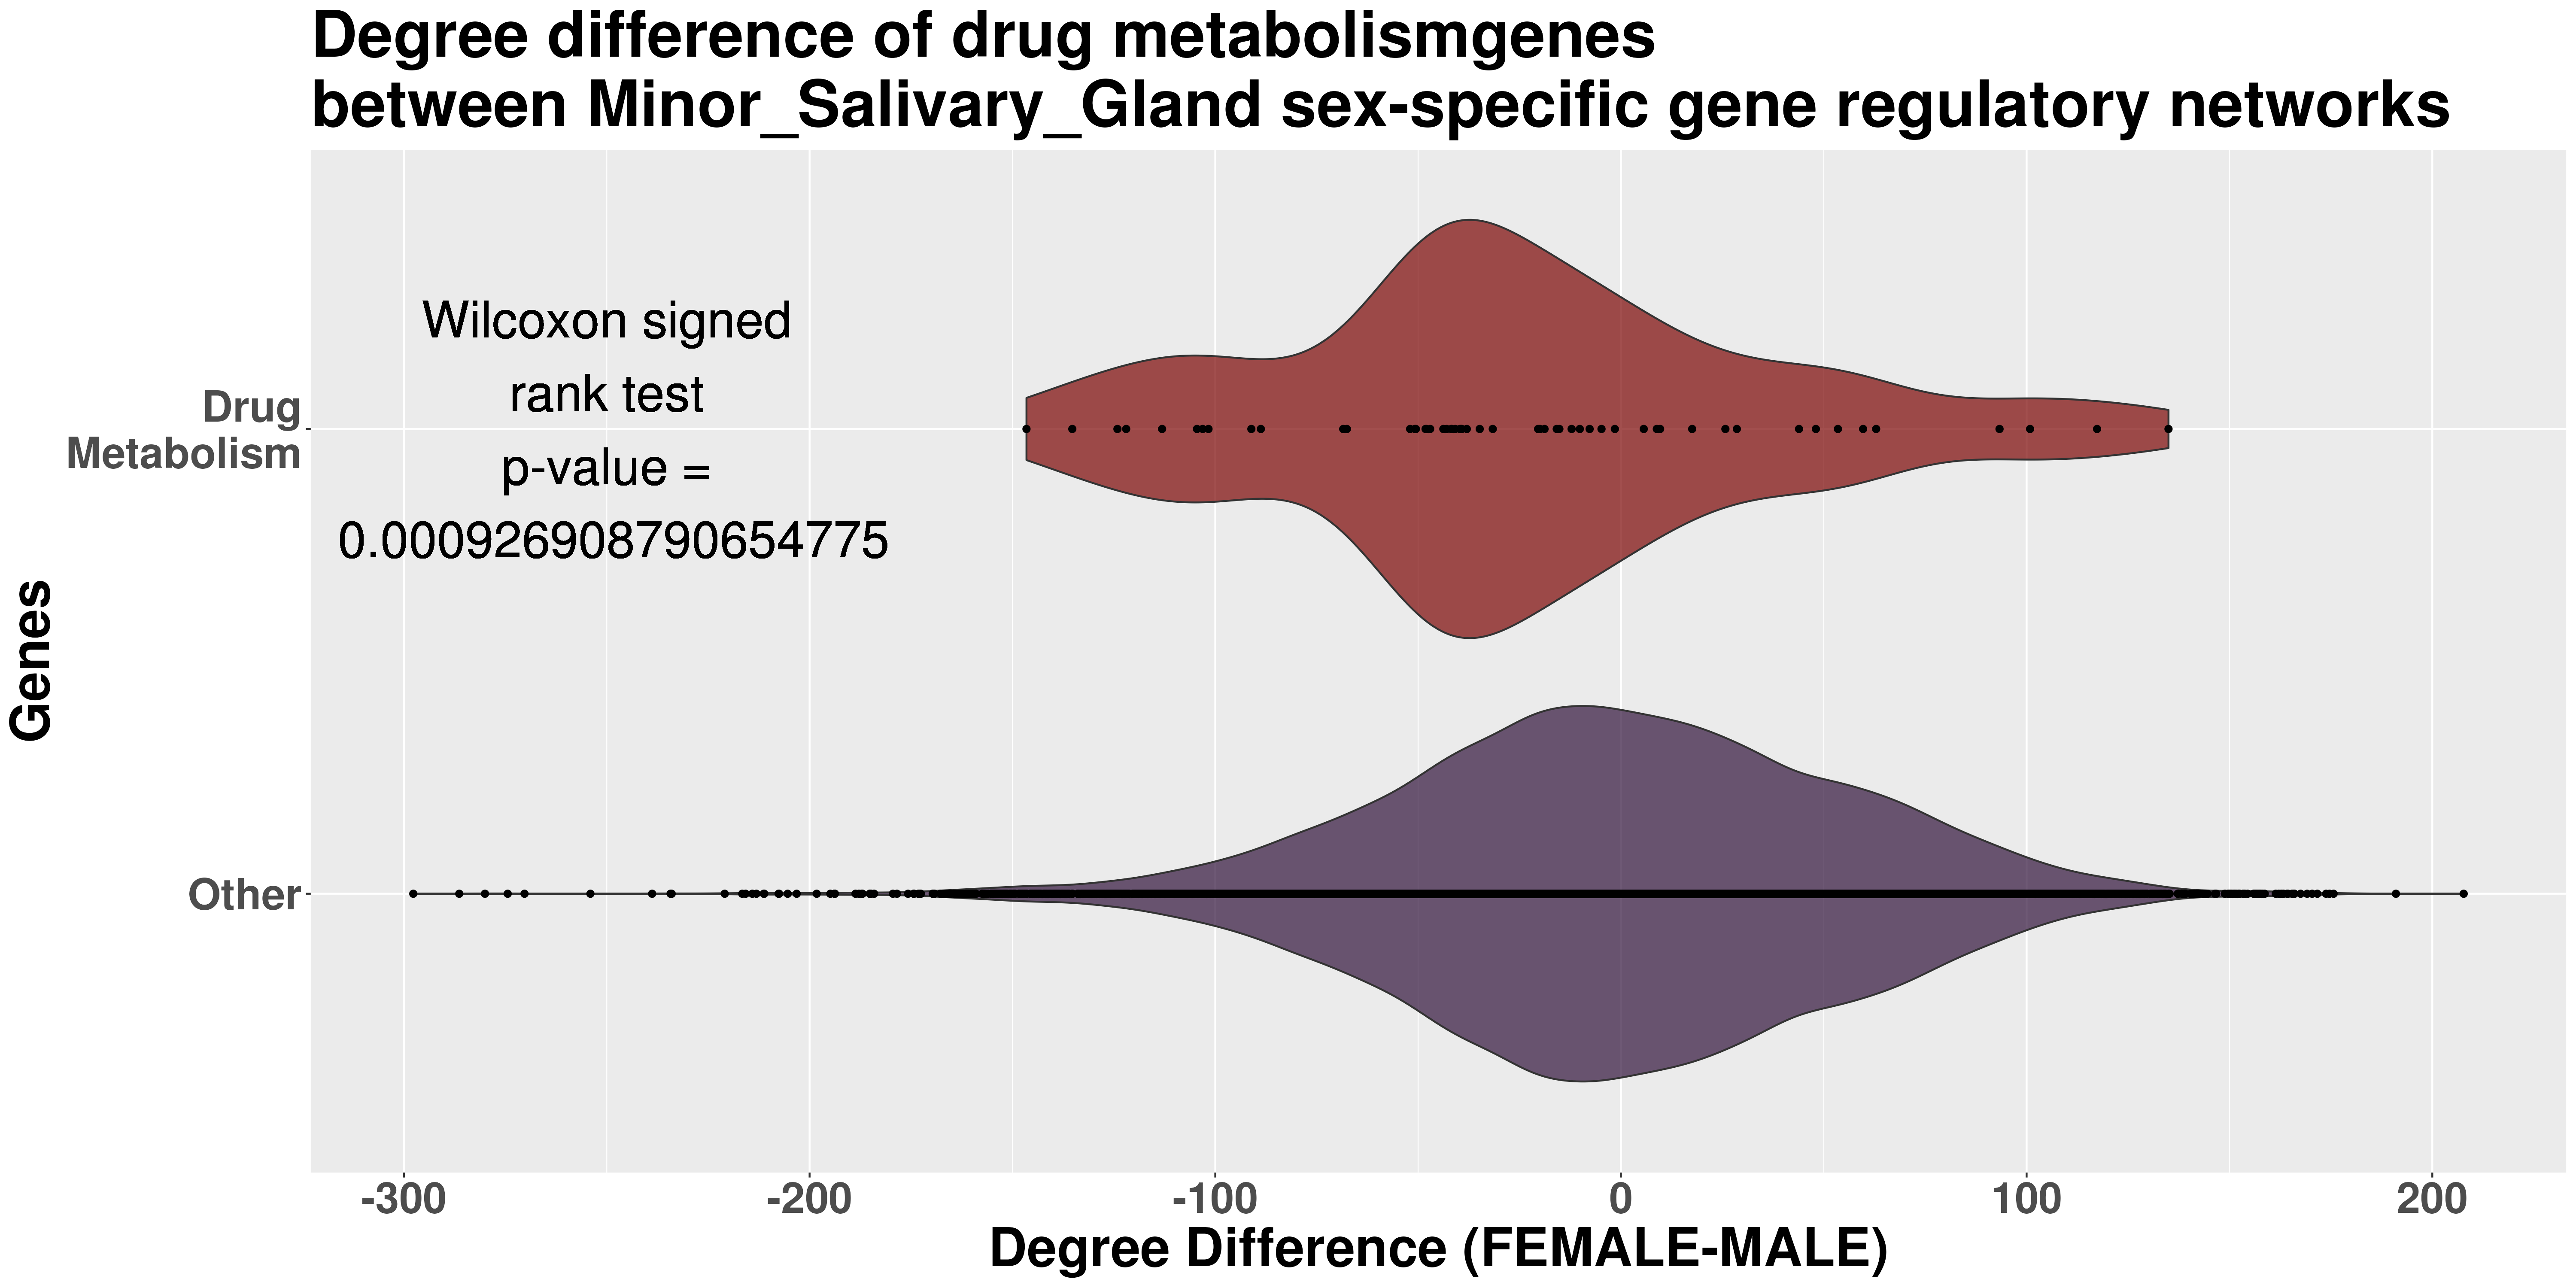 Degree difference of drug metabolismgenes
between Minor_Salivary_Gland sex-specific gene regulatory networks
Wilcoxon signed
rank test
p-value =
0.000926908790654775
Drug
Metabolism
Other
Genes
-300
-200
-100
0
100
200
Degree Difference (FEMALE-MALE)